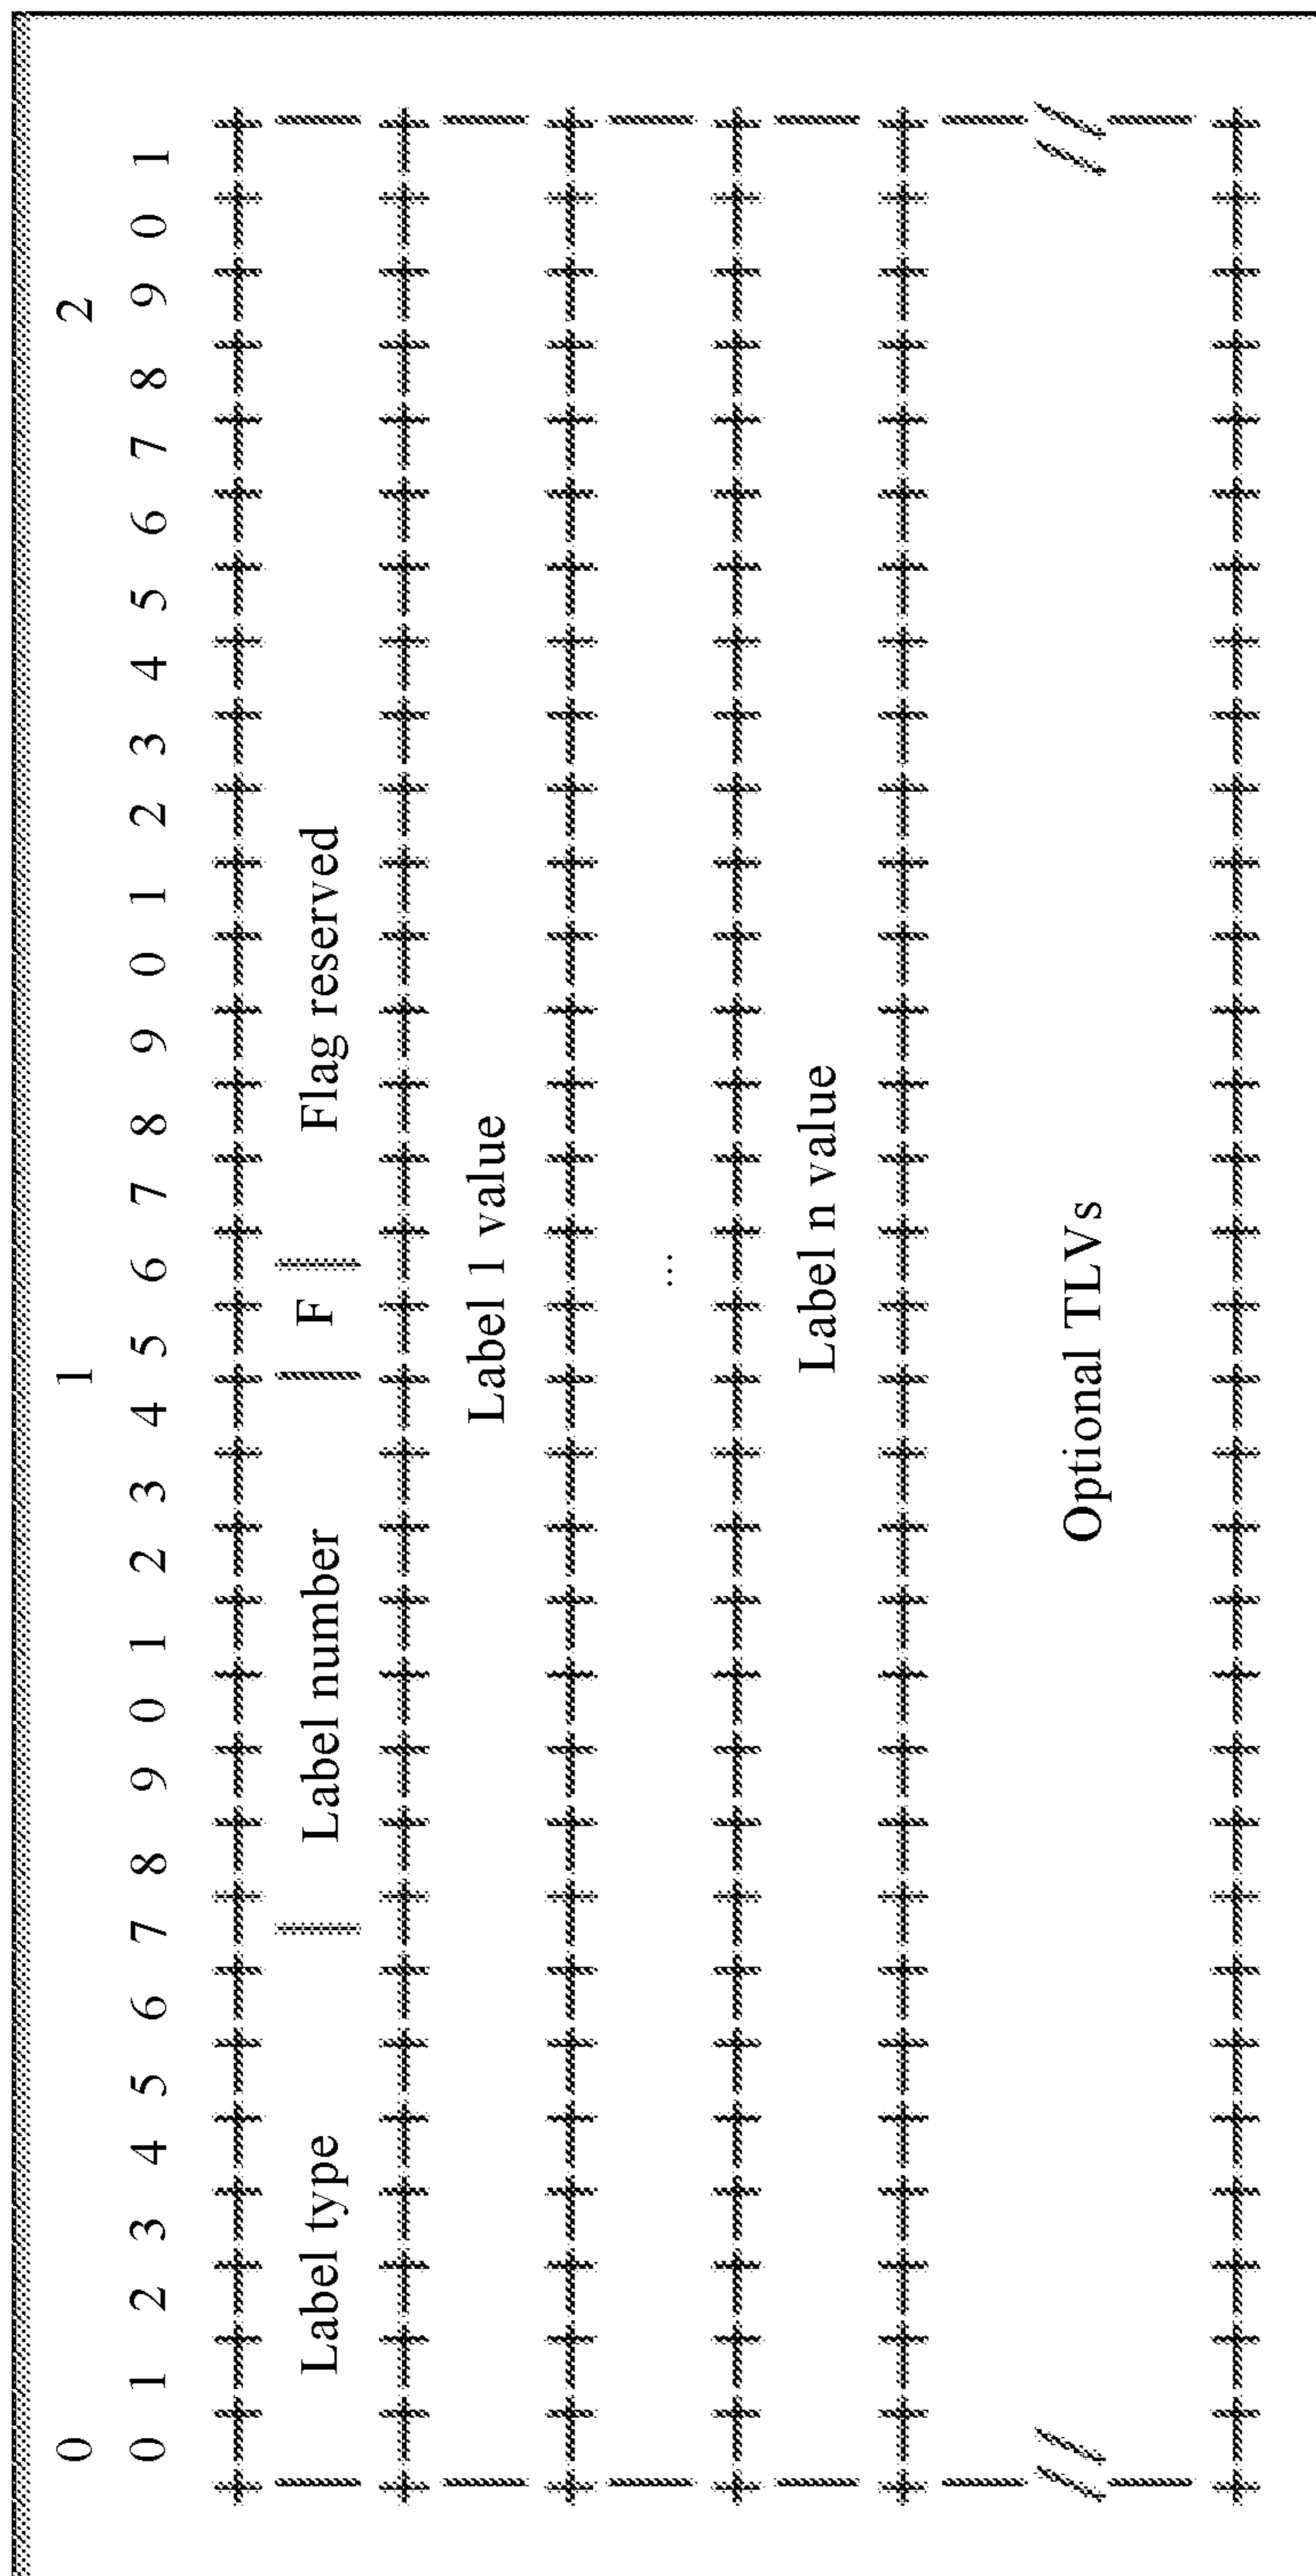 0 1 2
0 1 2 3 4 5 6 7 8 9 0 1 2 3 4 5 6 7 8 9 0 1 2 3 4 5 6 7 8 9 0 1
Label type Label number F Flag reserved
Label 1 value
...
Label n value
// Optional TLVs //